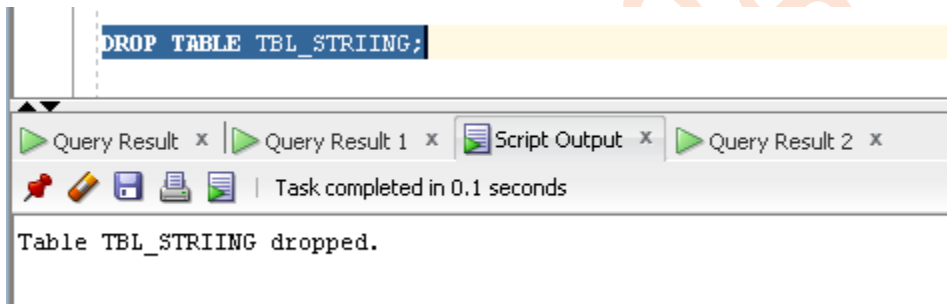 DROP TABLE TBL_STRIING;
Query Result x Query Result 1 x Script Output x Query Result 2 x
Task completed in 0.1 seconds
Table TBL_STRIING dropped.